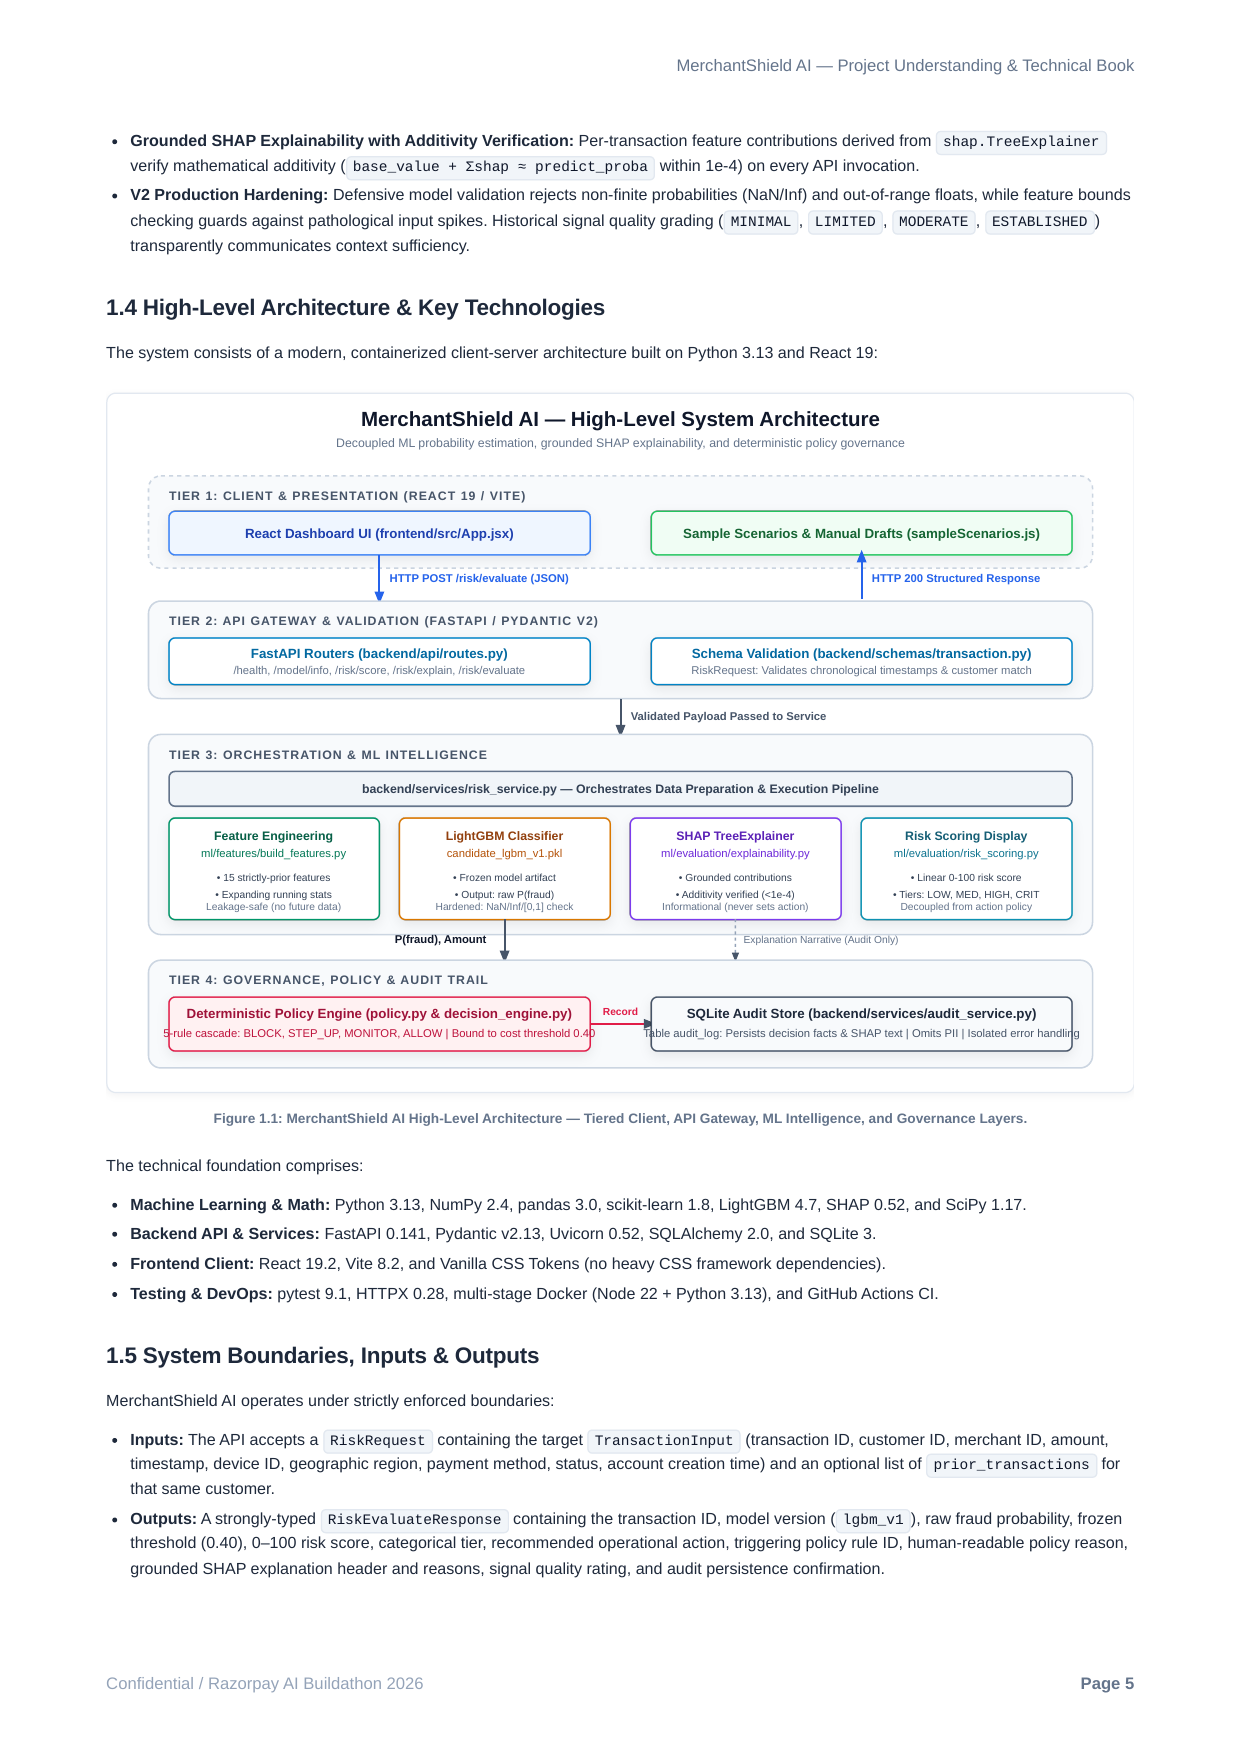 MerchantShield AI — Project Understanding & Technical Book
• Grounded SHAP Explainability with Additivity Verification: Per-transaction feature contributions derived from shap.TreeExplainer
verify mathematical additivity (base_value + Σshap ≈ predict_proba within 1e-4) on every API invocation.
• V2 Production Hardening: Defensive model validation rejects non-finite probabilities (NaN/Inf) and out-of-range floats, while feature bounds
checking guards against pathological input spikes. Historical signal quality grading (MINIMAL, LIMITED, MODERATE, ESTABLISHED)
transparently communicates context sufficiency.
1.4 High-Level Architecture & Key Technologies
The system consists of a modern, containerized client-server architecture built on Python 3.13 and React 19:
MerchantShield AI — High-Level System Architecture
Decoupled ML probability estimation, grounded SHAP explainability, and deterministic policy governance
TIER 1: CLIENT & PRESENTATION (REACT 19 / VITE)
React Dashboard UI (frontend/src/App.jsx)
Sample Scenarios & Manual Drafts (sampleScenarios.js)
HTTP POST /risk/evaluate (JSON)
HTTP 200 Structured Response
TIER 2: API GATEWAY & VALIDATION (FASTAPI / PYDANTIC V2)
FastAPI Routers (backend/api/routes.py)
/health, /model/info, /risk/score, /risk/explain, /risk/evaluate
Schema Validation (backend/schemas/transaction.py)
RiskRequest: Validates chronological timestamps & customer match
Validated Payload Passed to Service
TIER 3: ORCHESTRATION & ML INTELLIGENCE
backend/services/risk_service.py — Orchestrates Data Preparation & Execution Pipeline
Feature Engineering
ml/features/build_features.py
• 15 strictly-prior features
• Expanding running stats
Leakage-safe (no future data)
LightGBM Classifier
candidate_lgbm_v1.pkl
• Frozen model artifact
• Output: raw P(fraud)
Hardened: NaN/Inf/[0,1] check
SHAP TreeExplainer
ml/evaluation/explainability.py
• Grounded contributions
• Additivity verified (<1e-4)
Informational (never sets action)
Risk Scoring Display
ml/evaluation/risk_scoring.py
• Linear 0-100 risk score
• Tiers: LOW, MED, HIGH, CRIT
Decoupled from action policy
P(fraud), Amount
Explanation Narrative (Audit Only)
TIER 4: GOVERNANCE, POLICY & AUDIT TRAIL
Deterministic Policy Engine (policy.py & decision_engine.py)
5-rule cascade: BLOCK, STEP_UP, MONITOR, ALLOW | Bound to cost threshold 0.40
Record
SQLite Audit Store (backend/services/audit_service.py)
Table audit_log: Persists decision facts & SHAP text | Omits PII | Isolated error handling
Figure 1.1: MerchantShield AI High-Level Architecture — Tiered Client, API Gateway, ML Intelligence, and Governance Layers.
The technical foundation comprises:
• Machine Learning & Math: Python 3.13, NumPy 2.4, pandas 3.0, scikit-learn 1.8, LightGBM 4.7, SHAP 0.52, and SciPy 1.17.
• Backend API & Services: FastAPI 0.141, Pydantic v2.13, Uvicorn 0.52, SQLAlchemy 2.0, and SQLite 3.
• Frontend Client: React 19.2, Vite 8.2, and Vanilla CSS Tokens (no heavy CSS framework dependencies).
• Testing & DevOps: pytest 9.1, HTTPX 0.28, multi-stage Docker (Node 22 + Python 3.13), and GitHub Actions CI.
1.5 System Boundaries, Inputs & Outputs
MerchantShield AI operates under strictly enforced boundaries:
• Inputs: The API accepts a RiskRequest containing the target TransactionInput (transaction ID, customer ID, merchant ID, amount,
timestamp, device ID, geographic region, payment method, status, account creation time) and an optional list of prior_transactions for
that same customer.
• Outputs: A strongly-typed RiskEvaluateResponse containing the transaction ID, model version (lgbm_v1), raw fraud probability, frozen
threshold (0.40), 0–100 risk score, categorical tier, recommended operational action, triggering policy rule ID, human-readable policy reason,
grounded SHAP explanation header and reasons, signal quality rating, and audit persistence confirmation.
Confidential / Razorpay AI Buildathon 2026
Page 5